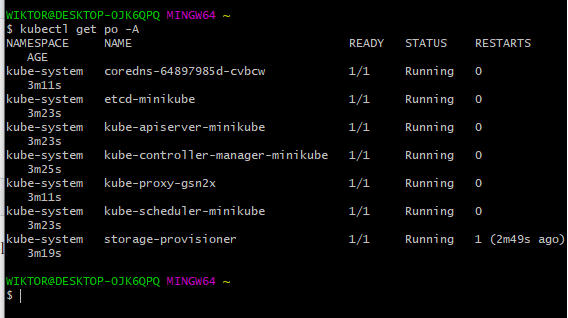 WIKTOR@DESKTOP-OJK6QPQ MINGW64 ~
$ kubectl get po -A
NAMESPACE     NAME                               READY   STATUS    RESTARTS
   AGE
kube-system   coredns-64897985d-cvbcw            1/1     Running   0
   3m11s
kube-system   etcd-minikube                      1/1     Running   0
   3m23s
kube-system   kube-apiserver-minikube            1/1     Running   0
   3m23s
kube-system   kube-controller-manager-minikube   1/1     Running   0
   3m25s
kube-system   kube-proxy-gsn2x                   1/1     Running   0
   3m11s
kube-system   kube-scheduler-minikube            1/1     Running   0
   3m23s
kube-system   storage-provisioner                1/1     Running   1 (2m49s ago)
   3m19s
WIKTOR@DESKTOP-OJK6QPQ MINGW64 ~
$